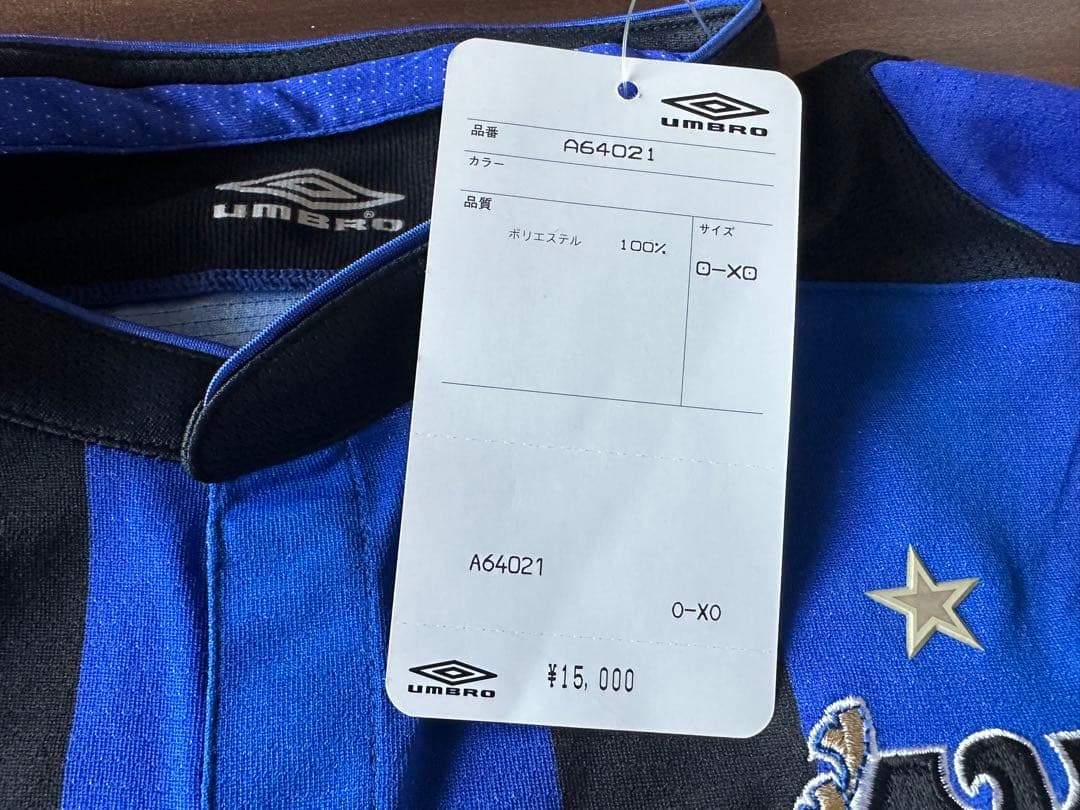 UMBRO
品番 A64021
カラー
品質
サイズ
ポリエステル 100%
O-XO
UMBRO®
A64021
O-XO
UMBRO
¥15,000